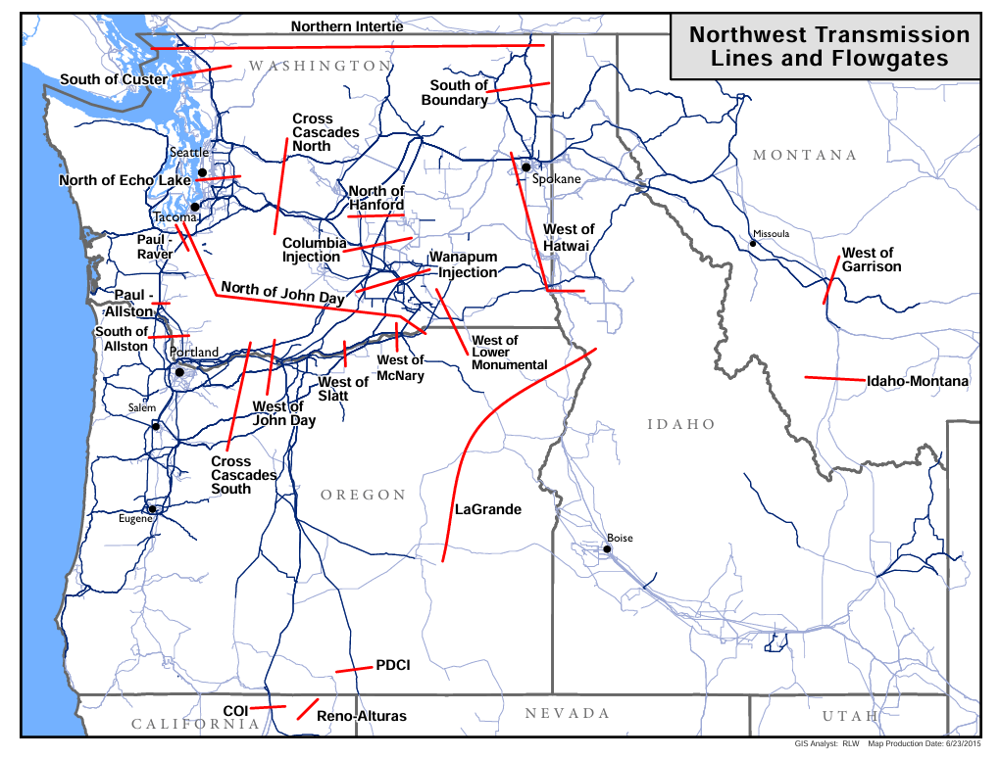 Northwest Transmission
Lines and Flowgates
Northern Intertie
WASHINGTON
South of Custer
South of
Boundary
Cross
Cascades
North
Seattle
MONTANA
North of Echo Lake
Spokane
North of
Hanford
Tacoma
Paul -
Raver
Columbia
Injection
West of
Hatwai
Missoula
Wanapum
Injection
West of
Garrison
North of John Day
Paul -
Allston
South of
Allston
Portland
West of
Lower
Monumental
West of
McNary
West of
Slatt
Idaho-Montana
Salem
West of
John Day
IDAHO
Cross
Cascades
South
OREGON
LaGrande
Eugene
Boise
PDCI
COI
Reno-Alturas
CALIFORNIA
NEVADA
UTAH
GIS Analyst: RLW Map Production Date: 6/23/2015